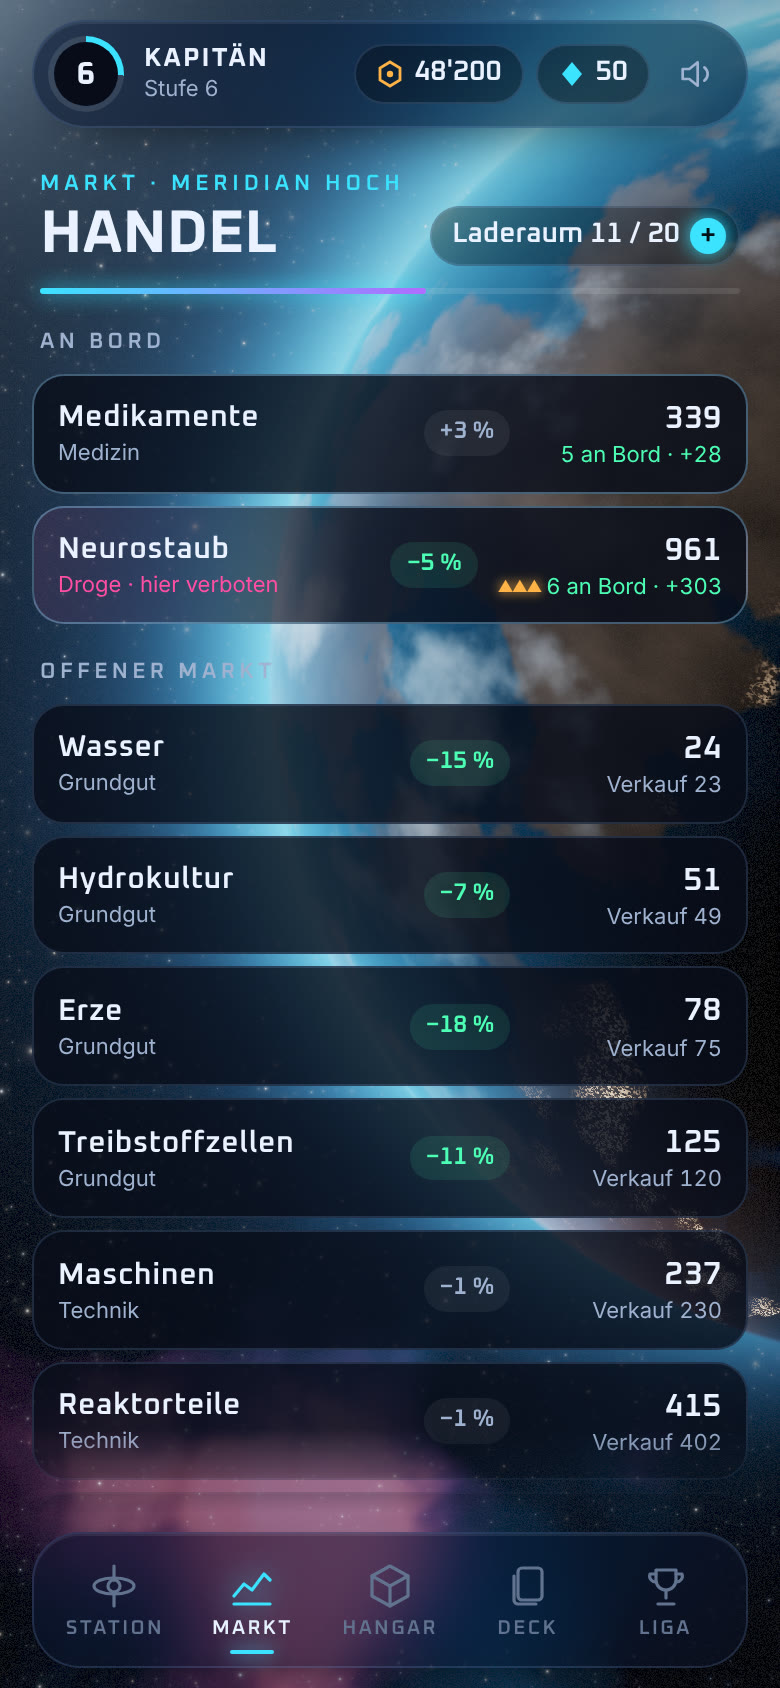 6
KAPITÄN
Stufe 6
48'200
50
MARKT · MERIDIAN HOCH
HANDEL
Laderaum 11 / 20 +
AN BORD
Medikamente
Medizin
+3 %
339
5 an Bord · +28
Neurostaub
Droge · hier verboten
−5 %
961
6 an Bord · +303
OFFENER MARKT
Wasser
Grundgut
−15 %
24
Verkauf 23
Hydrokultur
Grundgut
−7 %
51
Verkauf 49
Erze
Grundgut
−18 %
78
Verkauf 75
Treibstoffzellen
Grundgut
−11 %
125
Verkauf 120
Maschinen
Technik
−1 %
237
Verkauf 230
Reaktorteile
Technik
−1 %
415
Verkauf 402
STATION
MARKT
HANGAR
DECK
LIGA